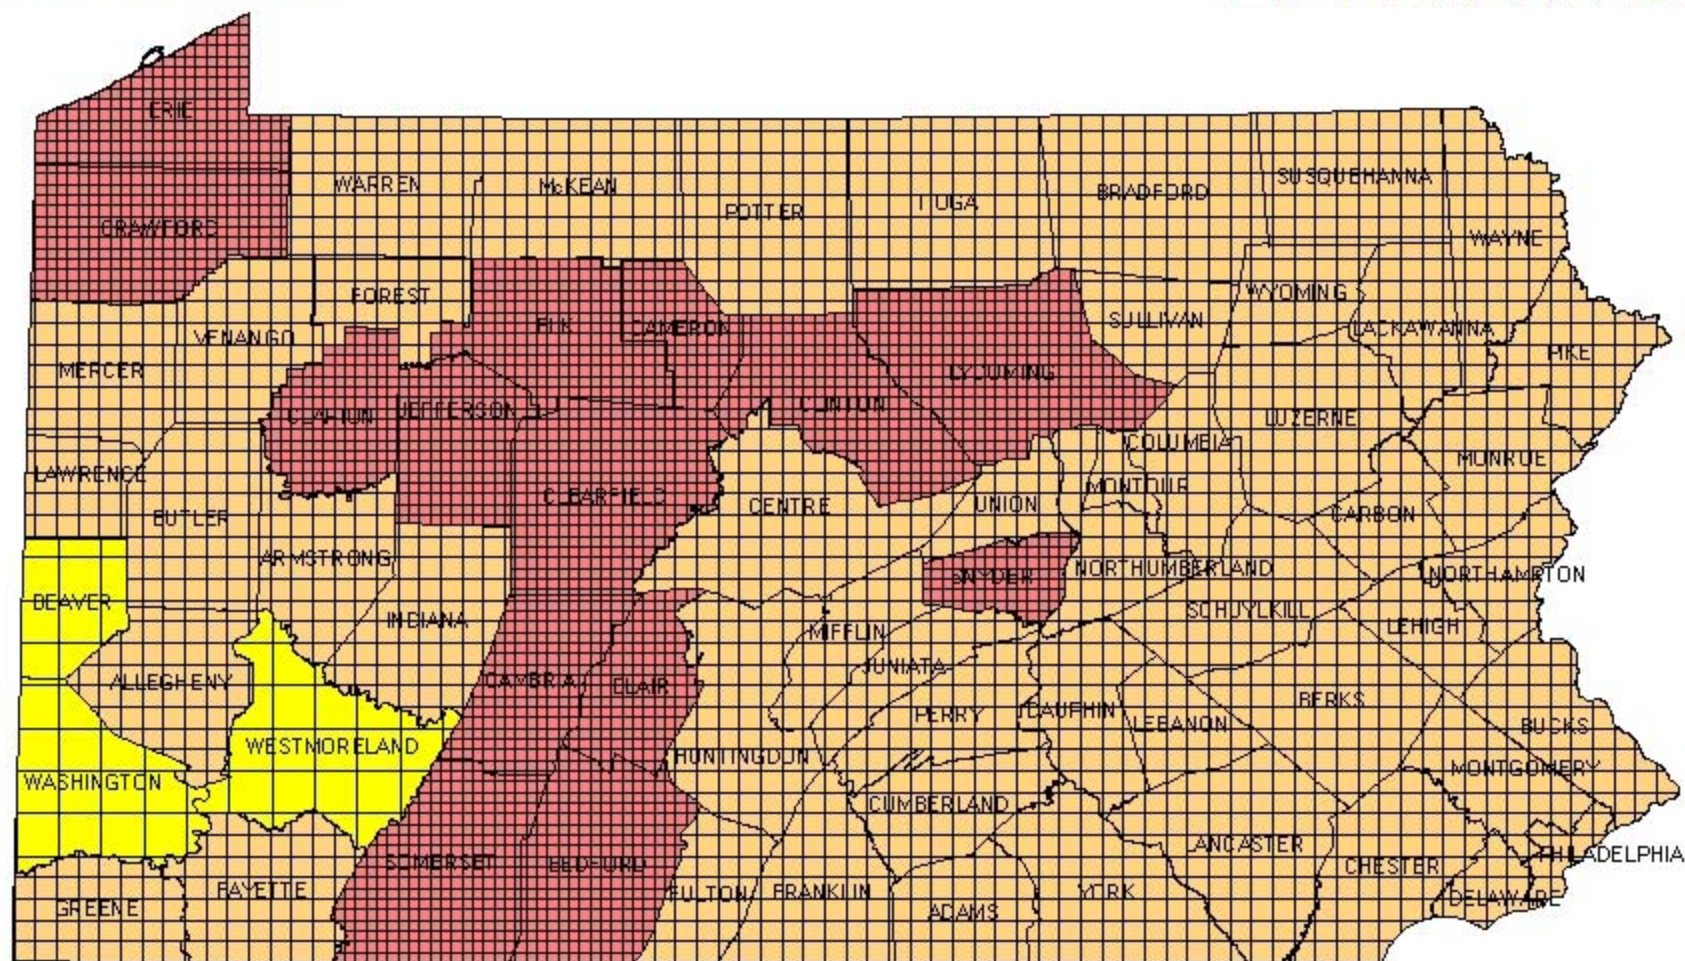 ERIE
SUSQUEHANNA
WARREN
McKEAN
BRADFORD
TIOGA
POTTER
CRAWFORD
WAYNE
FOREST
WYOMING
ELK
CAMERON
SULLIVAN
LACKAWANNA
VENANGO
PIKE
MERCER
LYCOMING
CLINTON
CLARION
JEFFERSON
LUZERNE
COLUMBIA
MONROE
LAWRENCE
MONTOUR
CLEARFIELD
CENTRE
UNION
CARBON
BUTLER
ARMSTRONG
NORTHUMBERLAND
NORTHAMPTON
SNYDER
BEAVER
SCHUYLKILL
INDIANA
LEHIGH
MIFFLIN
JUNIATA
ALLEGHENY
CAMBRIA
BLAIR
BERKS
PERRY
DAUPHIN
LEBANON
BUCKS
WESTMORELAND
HUNTINGDON
MONTGOMERY
WASHINGTON
CUMBERLAND
LANCASTER
PHILADELPHIA
SOMERSET
BEDFORD
CHESTER
FAYETTE
FULTON
FRANKLIN
YORK
DELAWARE
GREENE
ADAMS